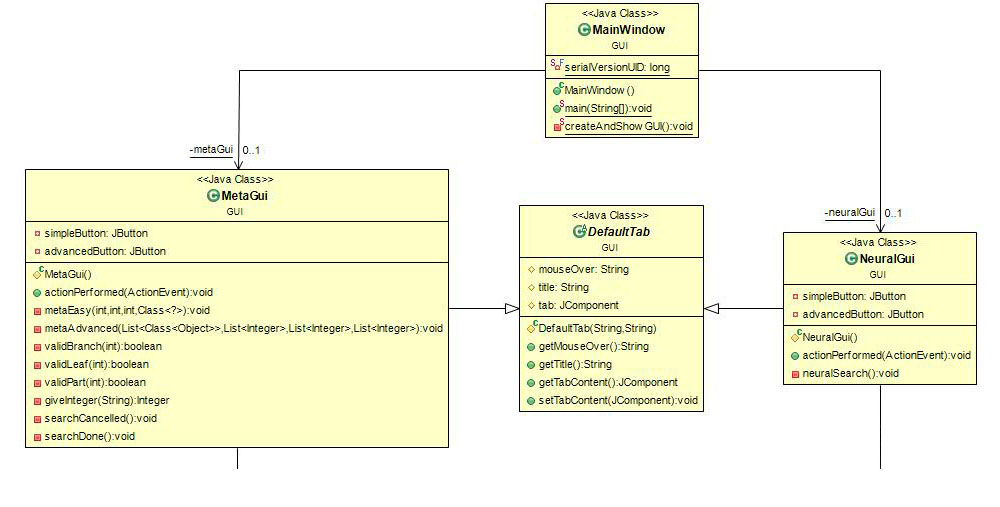 <<Java Class>>
MainWindow
GUI
serialVersionUID: long
MainWindow ()
main(String[]):void
createAndShow GUI():void
-metaGui 0..1
<<Java Class>>
MetaGui
GUI
simpleButton: JButton
advancedButton: JButton
MetaGui()
actionPerformed(ActionEvent):void
metaEasy(int,int,int,Class<?>):void
metaAdvanced(List<Class<Object>>,List<Integer>,List<Integer>,List<Integer>):void
validBranch(int):boolean
validLeaf(int):boolean
validPart(int):boolean
giveInteger(String):Integer
searchCancelled():void
searchDone():void
<<Java Class>>
DefaultTab
GUI
mouseOver: String
title: String
tab: JComponent
DefaultTab(String,String)
getMouseOver():String
getTitle():String
getTabContent():JComponent
setTabContent(JComponent):void
-neuralGui 0..1
<<Java Class>>
NeuralGui
GUI
simpleButton: JButton
advancedButton: JButton
NeuralGui()
actionPerformed(ActionEvent):void
neuralSearch():void